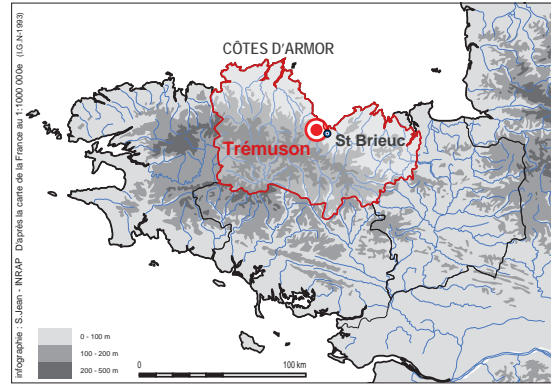 CÔTES D'ARMOR
Trémuson
St Brieuc
infographie : S.Jean - INRAP D'après la carte de la France au 1:1000 000e (I.G.N-1993)
0 - 100 m
100 - 200 m
200 - 500 m
0
100 km